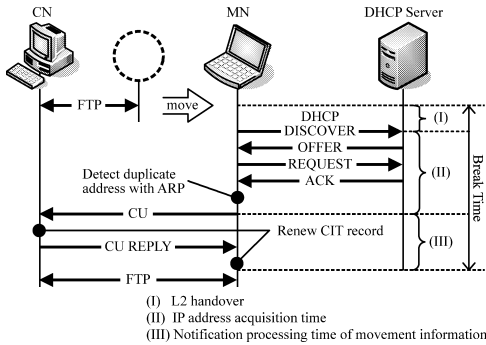 CN
MN
DHCP Server
FTP
move
DHCP
DISCOVER
(I)
OFFER
REQUEST
ACK
(II)
Break Time
Detect duplicate
address with ARP
CU
Renew CIT record
CU REPLY
(III)
FTP
(I) L2 handover
(II) IP address acquisition time
(III) Notification processing time of movement information